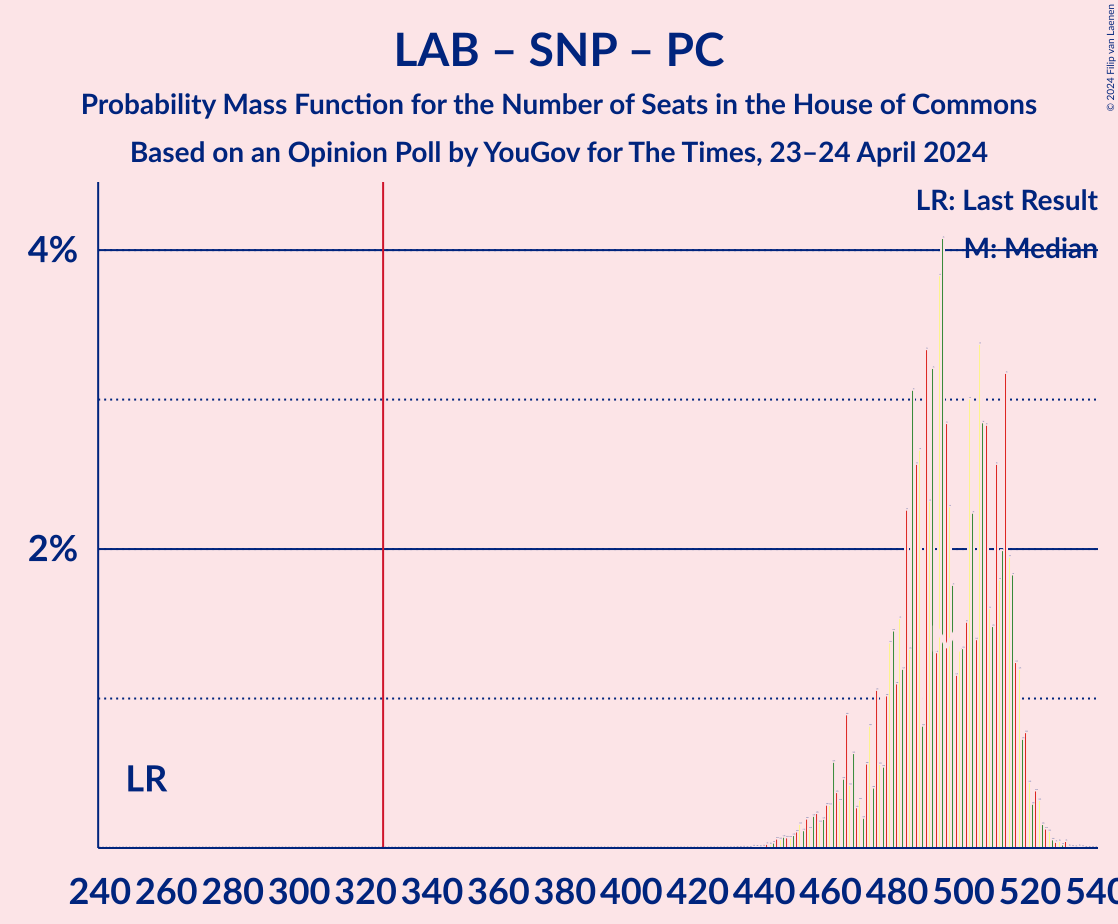 LAB – SNP – PC
Probability Mass Function for the Number of Seats in the House of Commons
Based on an Opinion Poll by YouGov for The Times, 23–24 April 2024
© 2024 Filip van Laenen
LR: Last Result
M: Median
4%
2%
LR
240 260 280 300 320 340 360 380 400 420 440 460 480 500 520 540